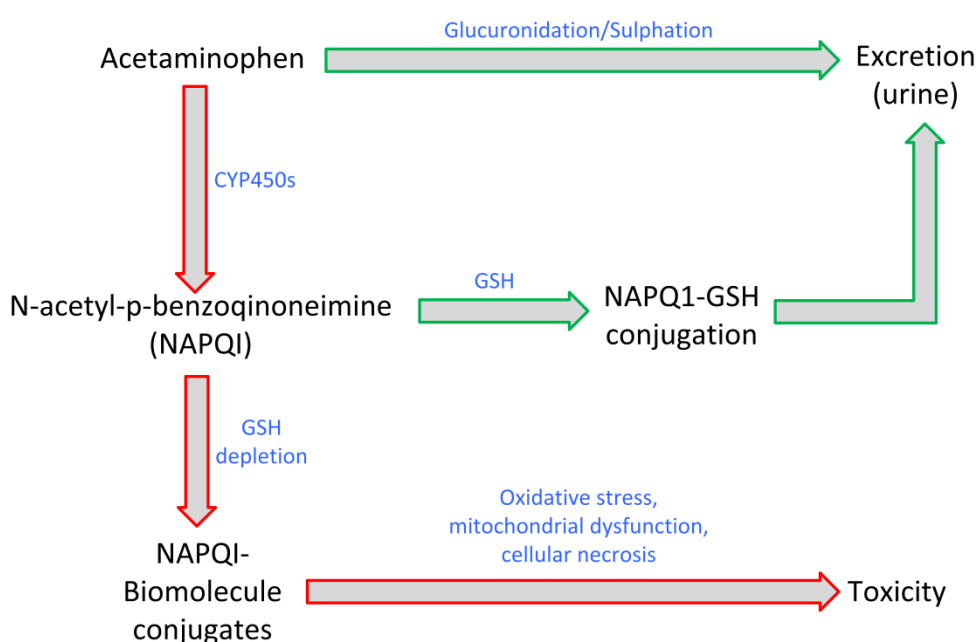 Glucuronidation/Sulphation
Acetaminophen
Excretion
(urine)
CYP450s
N-acetyl-p-benzoqinoneimine
(NAPQI)
GSH
NAPQ1-GSH
conjugation
GSH
depletion
Oxidative stress,
mitochondrial dysfunction,
cellular necrosis
NAPQI-
Biomolecule
conjugates
Toxicity